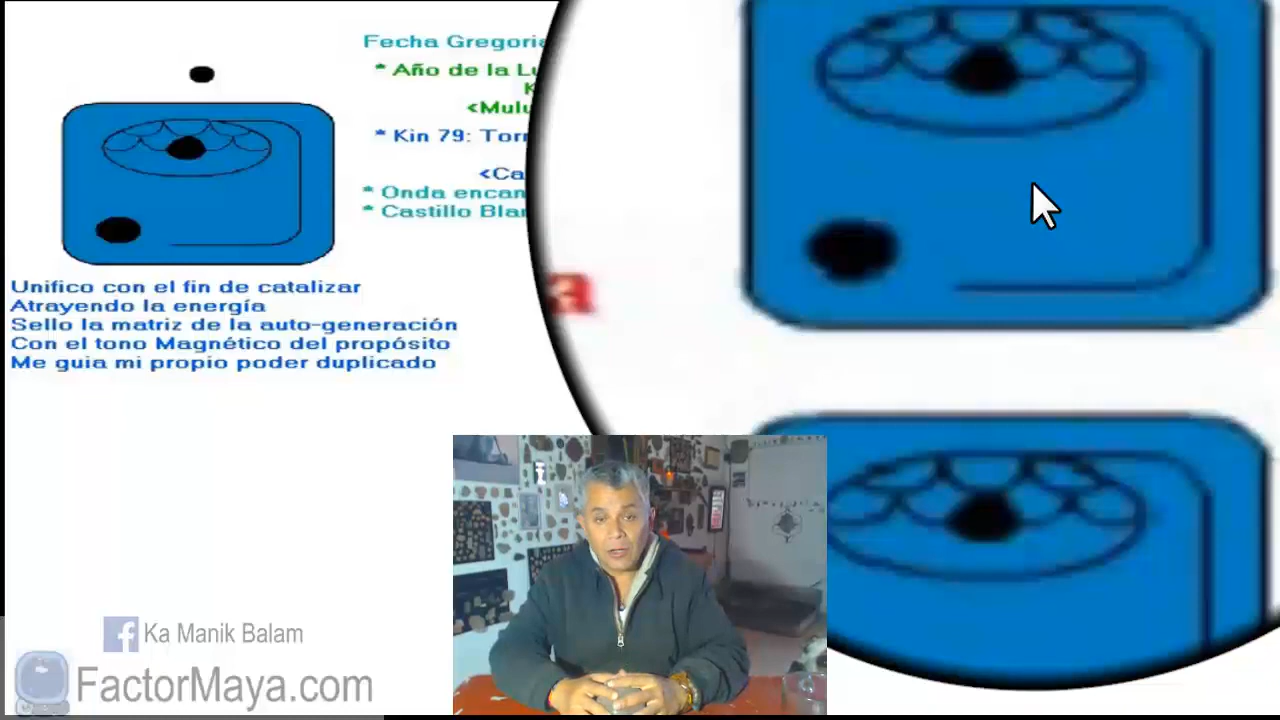 Fecha Gregoria
* Año de la Lu
K
<Mulu
* Kin 79: Torn
<Ca
* Onda encan
* Castillo Blan
a
Unifico con el fin de catalizar
Atrayendo la energía
Sello la matriz de la auto-generación
Con el tono Magnético del propósito
Me guia mi propio poder duplicado
Ka Manik Balam
FactorMaya.com